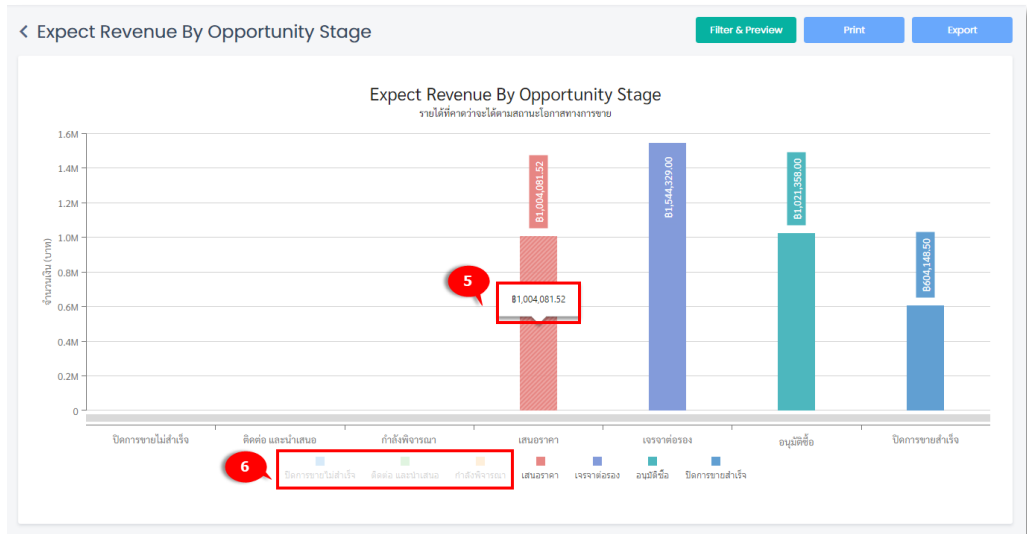 Expect Revenue By Opportunity Stage
Filter & Preview
Print
Export
Expect Revenue By Opportunity Stage
รายได้ที่คาดว่าจะได้ตามสถานะโอกาสทางการขาย
จำนวนเงิน (บาท)
1.6M
1.4M
1.2M
1.0M
0.8M
0.6M
0.4M
0.2M
0
฿1,004,081.52
฿1,544,329.00
฿1,021,358.00
฿604,148.50
5
฿1,004,081.52
ปิดการขายไม่สำเร็จ
ติดต่อ และนำเสนอ
กำลังพิจารณา
เสนอราคา
เจรจาต่อรอง
อนุมัติซื้อ
ปิดการขายสำเร็จ
6
ปิดการขายไม่สำเร็จ ติดต่อ และนำเสนอ กำลังพิจารณา เสนอราคา เจรจาต่อรอง อนุมัติซื้อ ปิดการขายสำเร็จ